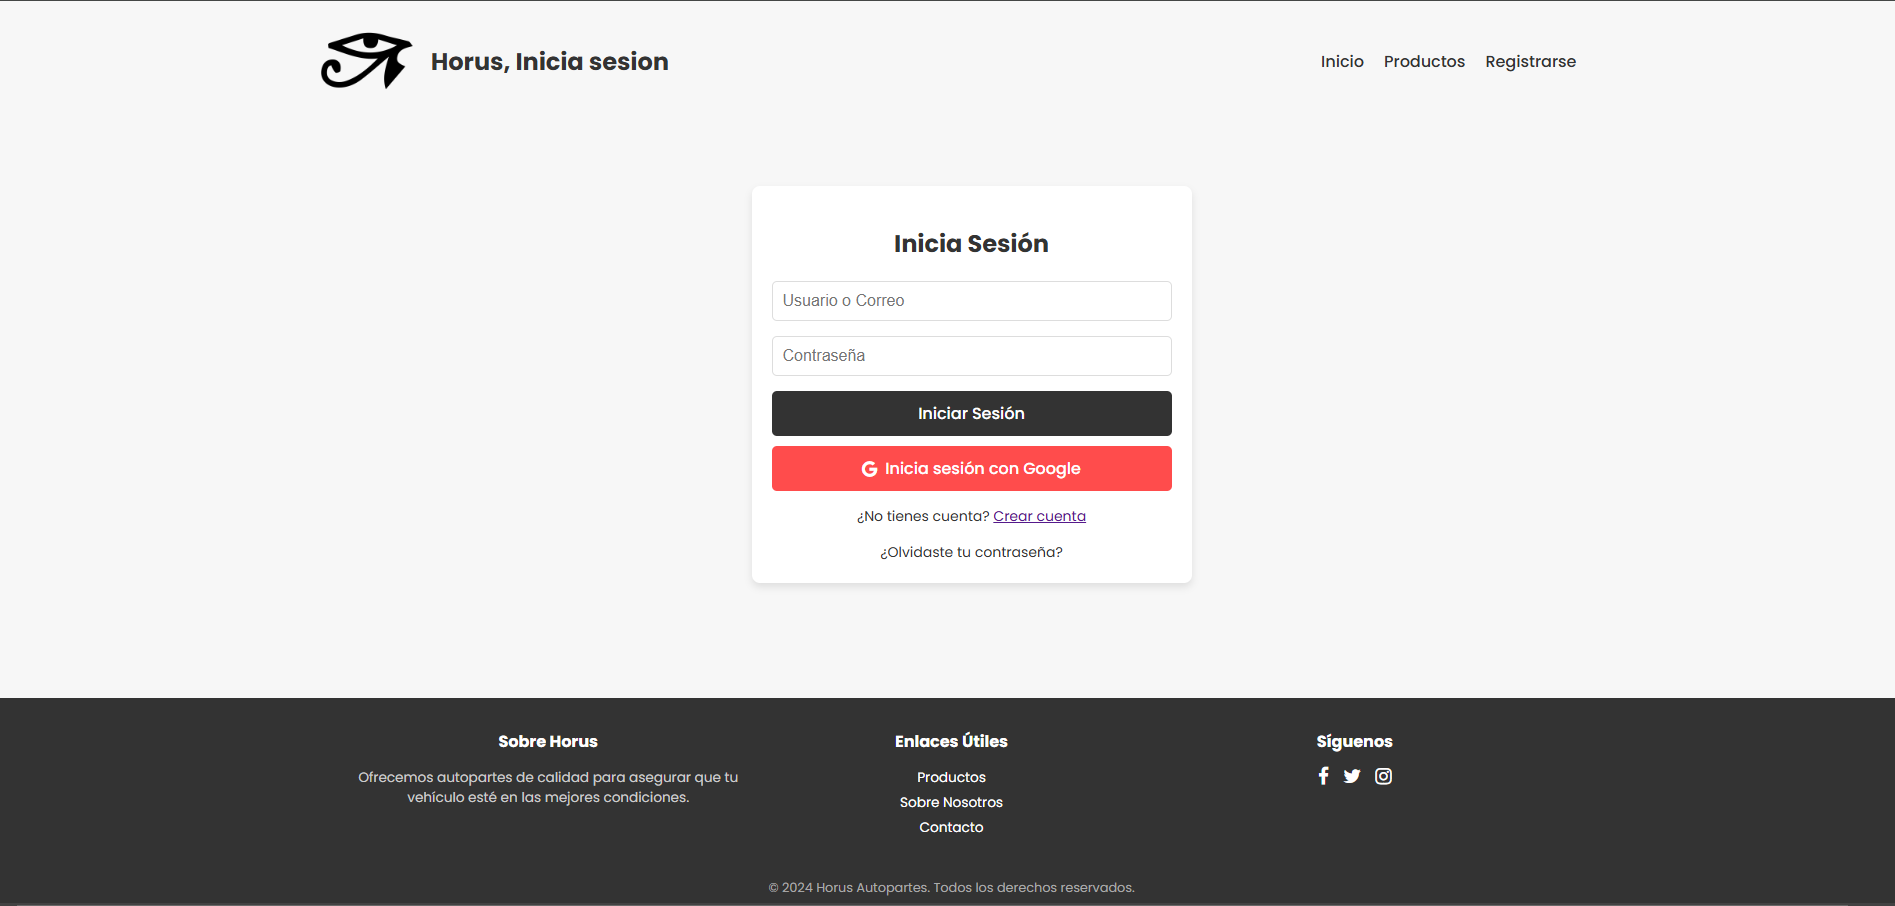 Horus, Inicia sesion
Inicio Productos Registrarse
Inicia Sesión
Usuario o Correo
Contraseña
Iniciar Sesión
Inicia sesión con Google
¿No tienes cuenta? Crear cuenta
¿Olvidaste tu contraseña?
Sobre Horus
Ofrecemos autopartes de calidad para asegurar que tu
vehículo esté en las mejores condiciones.
Enlaces Útiles
Productos
Sobre Nosotros
Contacto
Síguenos
© 2024 Horus Autopartes. Todos los derechos reservados.